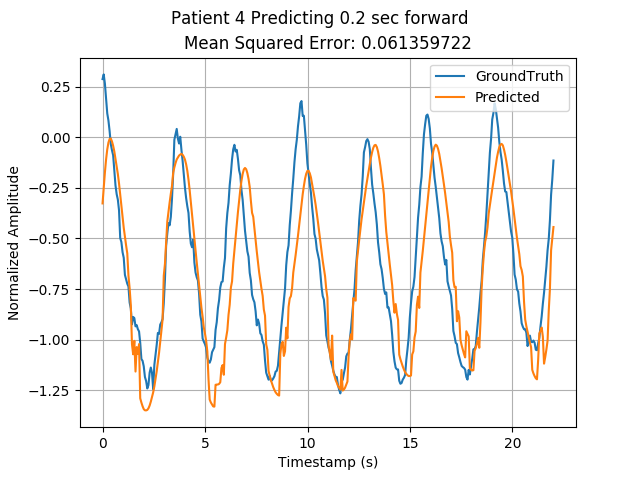 Patient 4 Predicting 0.2 sec forward
Mean Squared Error: 0.061359722
GroundTruth
Predicted
0.25
0.00
−0.25
−0.50
−0.75
−1.00
−1.25
Normalized Amplitude
0 5 10 15 20
Timestamp (s)